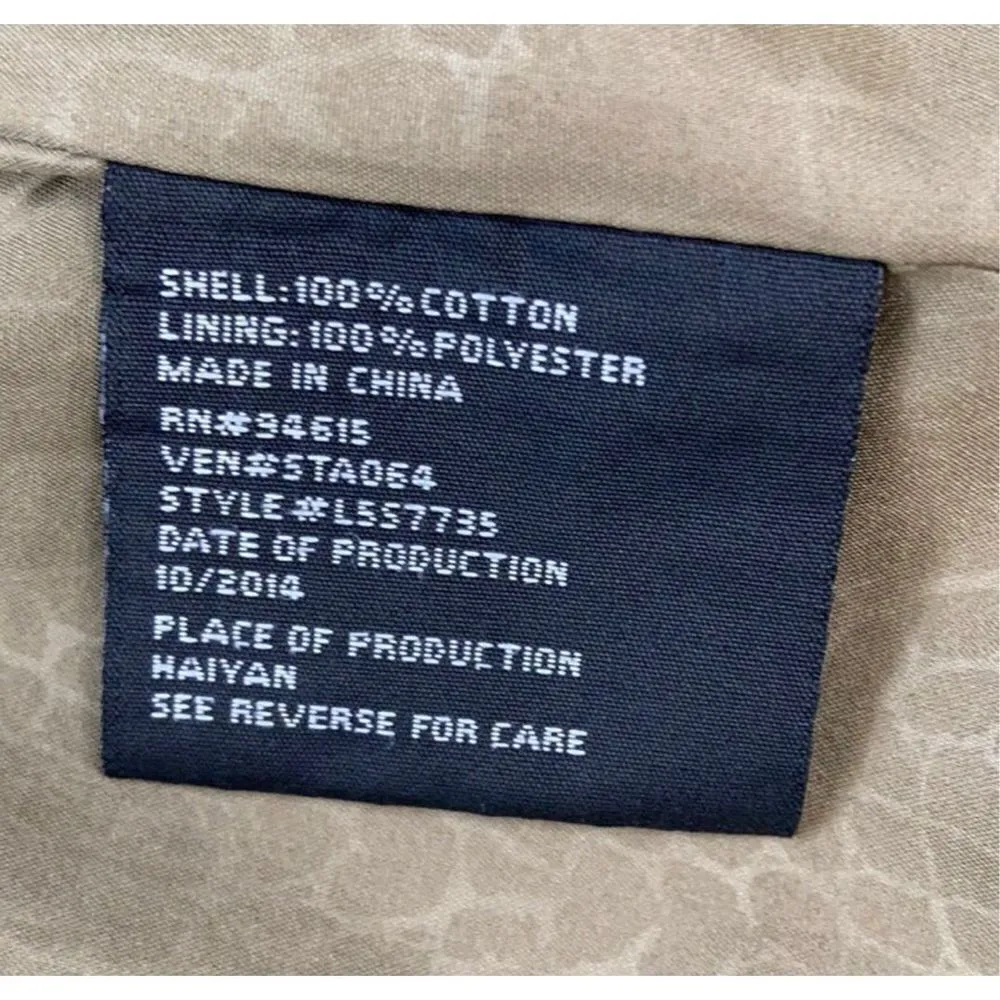 SHELL:100%COTTON
LINING:100%POLYESTER
MADE IN CHINA
RN#94615
VEN#STA064
STYLE#LSS7735
DATE OF PRODUCTION
10/2014
PLACE OF PRODUCTION
HAIYAN
SEE REVERSE FOR CARE